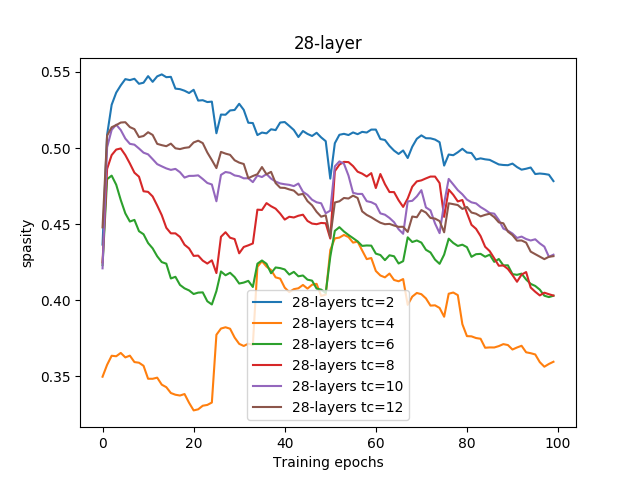 28-layer
0.55
0.50
0.45
0.40
0.35
spasity
28-layers tc=2
28-layers tc=4
28-layers tc=6
28-layers tc=8
28-layers tc=10
28-layers tc=12
0 20 40 60 80 100
Training epochs